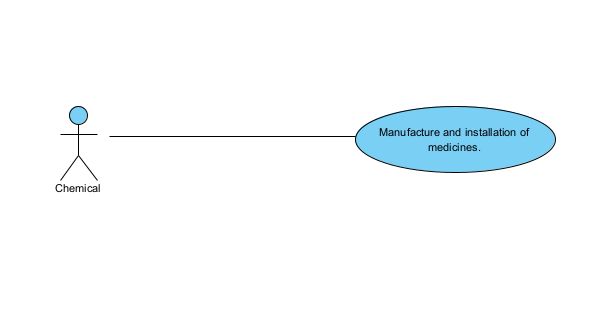 Manufacture and installation of
medicines.
Chemical